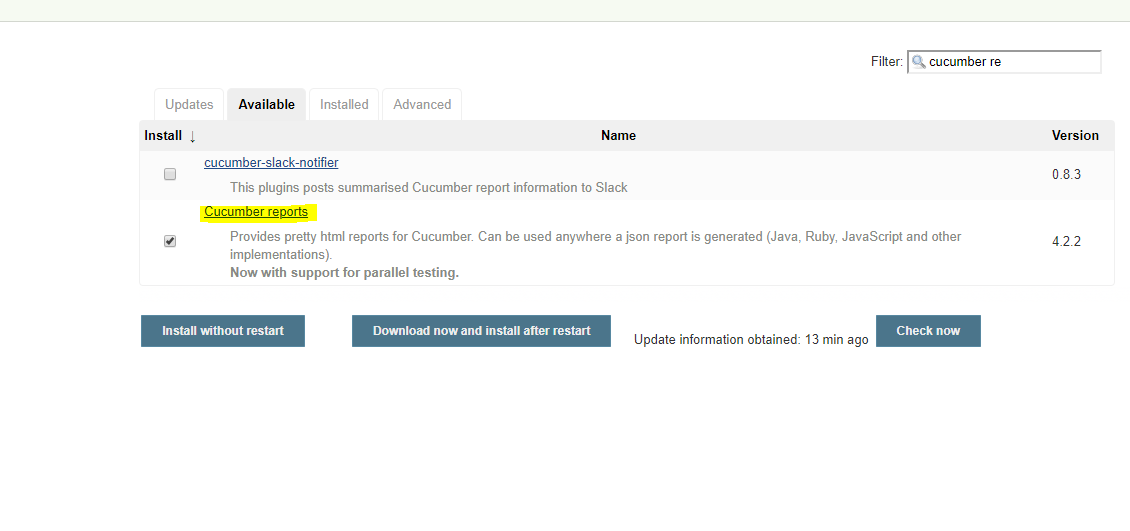 Filter: cucumber re
Updates Available Installed Advanced
Install ↓ Name Version
cucumber-slack-notifier
This plugins posts summarised Cucumber report information to Slack
0.8.3
Cucumber reports
Provides pretty html reports for Cucumber. Can be used anywhere a json report is generated (Java, Ruby, JavaScript and other
implementations).
Now with support for parallel testing.
4.2.2
Install without restart Download now and install after restart Update information obtained: 13 min ago Check now